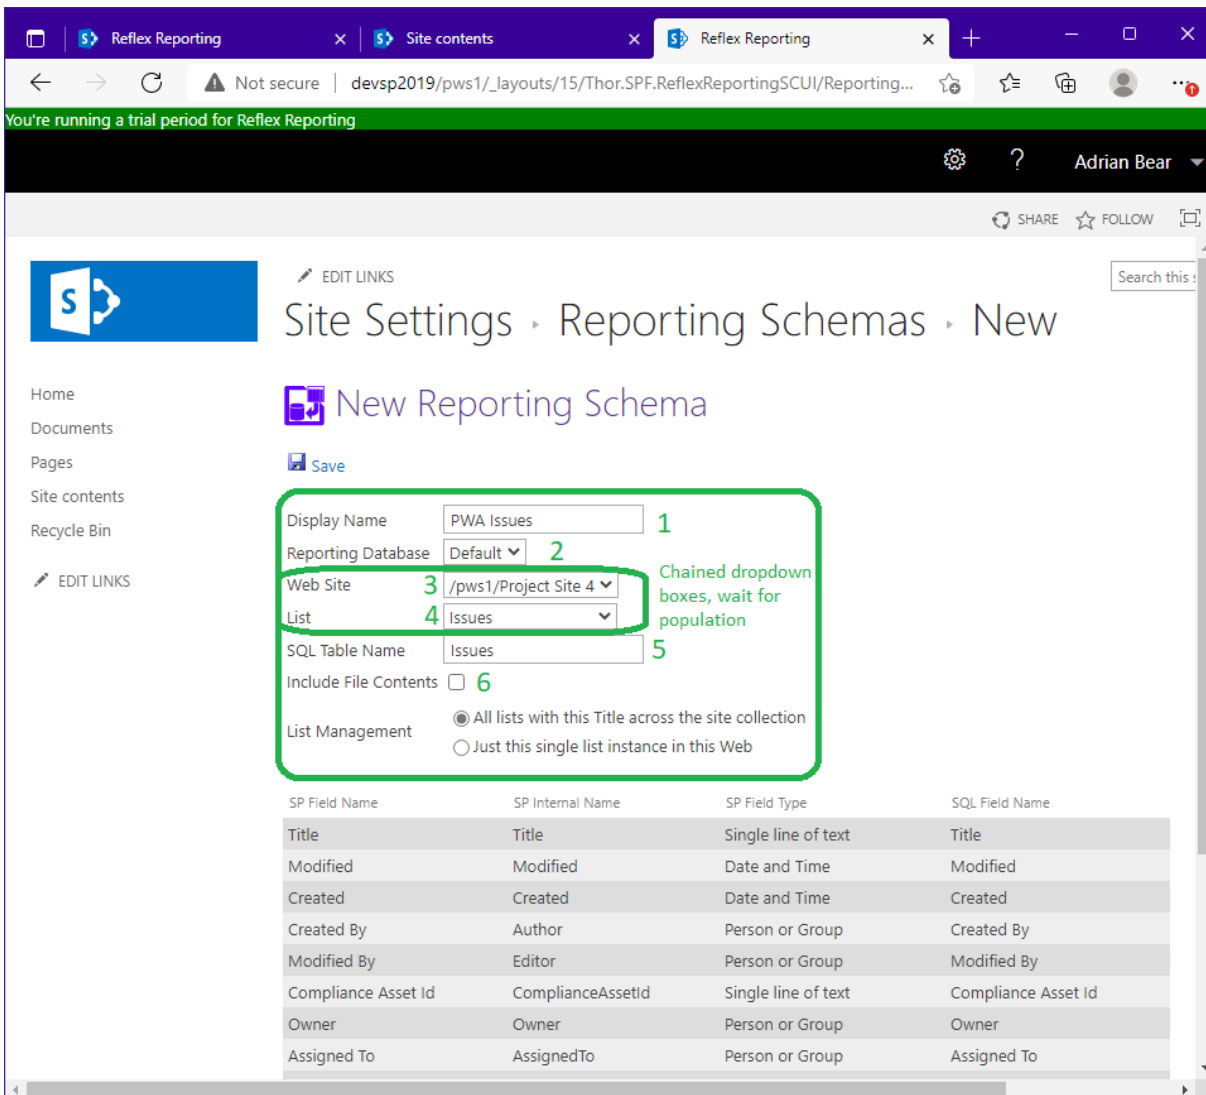 Reflex Reporting
Site contents
Reflex Reporting
Not secure
devsp2019/pws1/_layouts/15/Thor.SPF.ReflexReportingSCUI/Reporting...
You're running a trial period for Reflex Reporting
? Adrian Bear
SHARE FOLLOW
S
EDIT LINKS
Search this s
Site Settings ▸ Reporting Schemas ▸ New
Home
Documents
Pages
Site contents
Recycle Bin
EDIT LINKS
New Reporting Schema
Save
Display Name PWA Issues 1
Reporting Database Default 2
Web Site 3 /pws1/Project Site 4
List 4 Issues
Chained dropdown
boxes, wait for
population
SQL Table Name Issues 5
Include File Contents 6
List Management
All lists with this Title across the site collection
Just this single list instance in this Web
SP Field Name SP Internal Name SP Field Type SQL Field Name
Title Title Single line of text Title
Modified Modified Date and Time Modified
Created Created Date and Time Created
Created By Author Person or Group Created By
Modified By Editor Person or Group Modified By
Compliance Asset Id ComplianceAssetId Single line of text Compliance Asset Id
Owner Owner Person or Group Owner
Assigned To AssignedTo Person or Group Assigned To